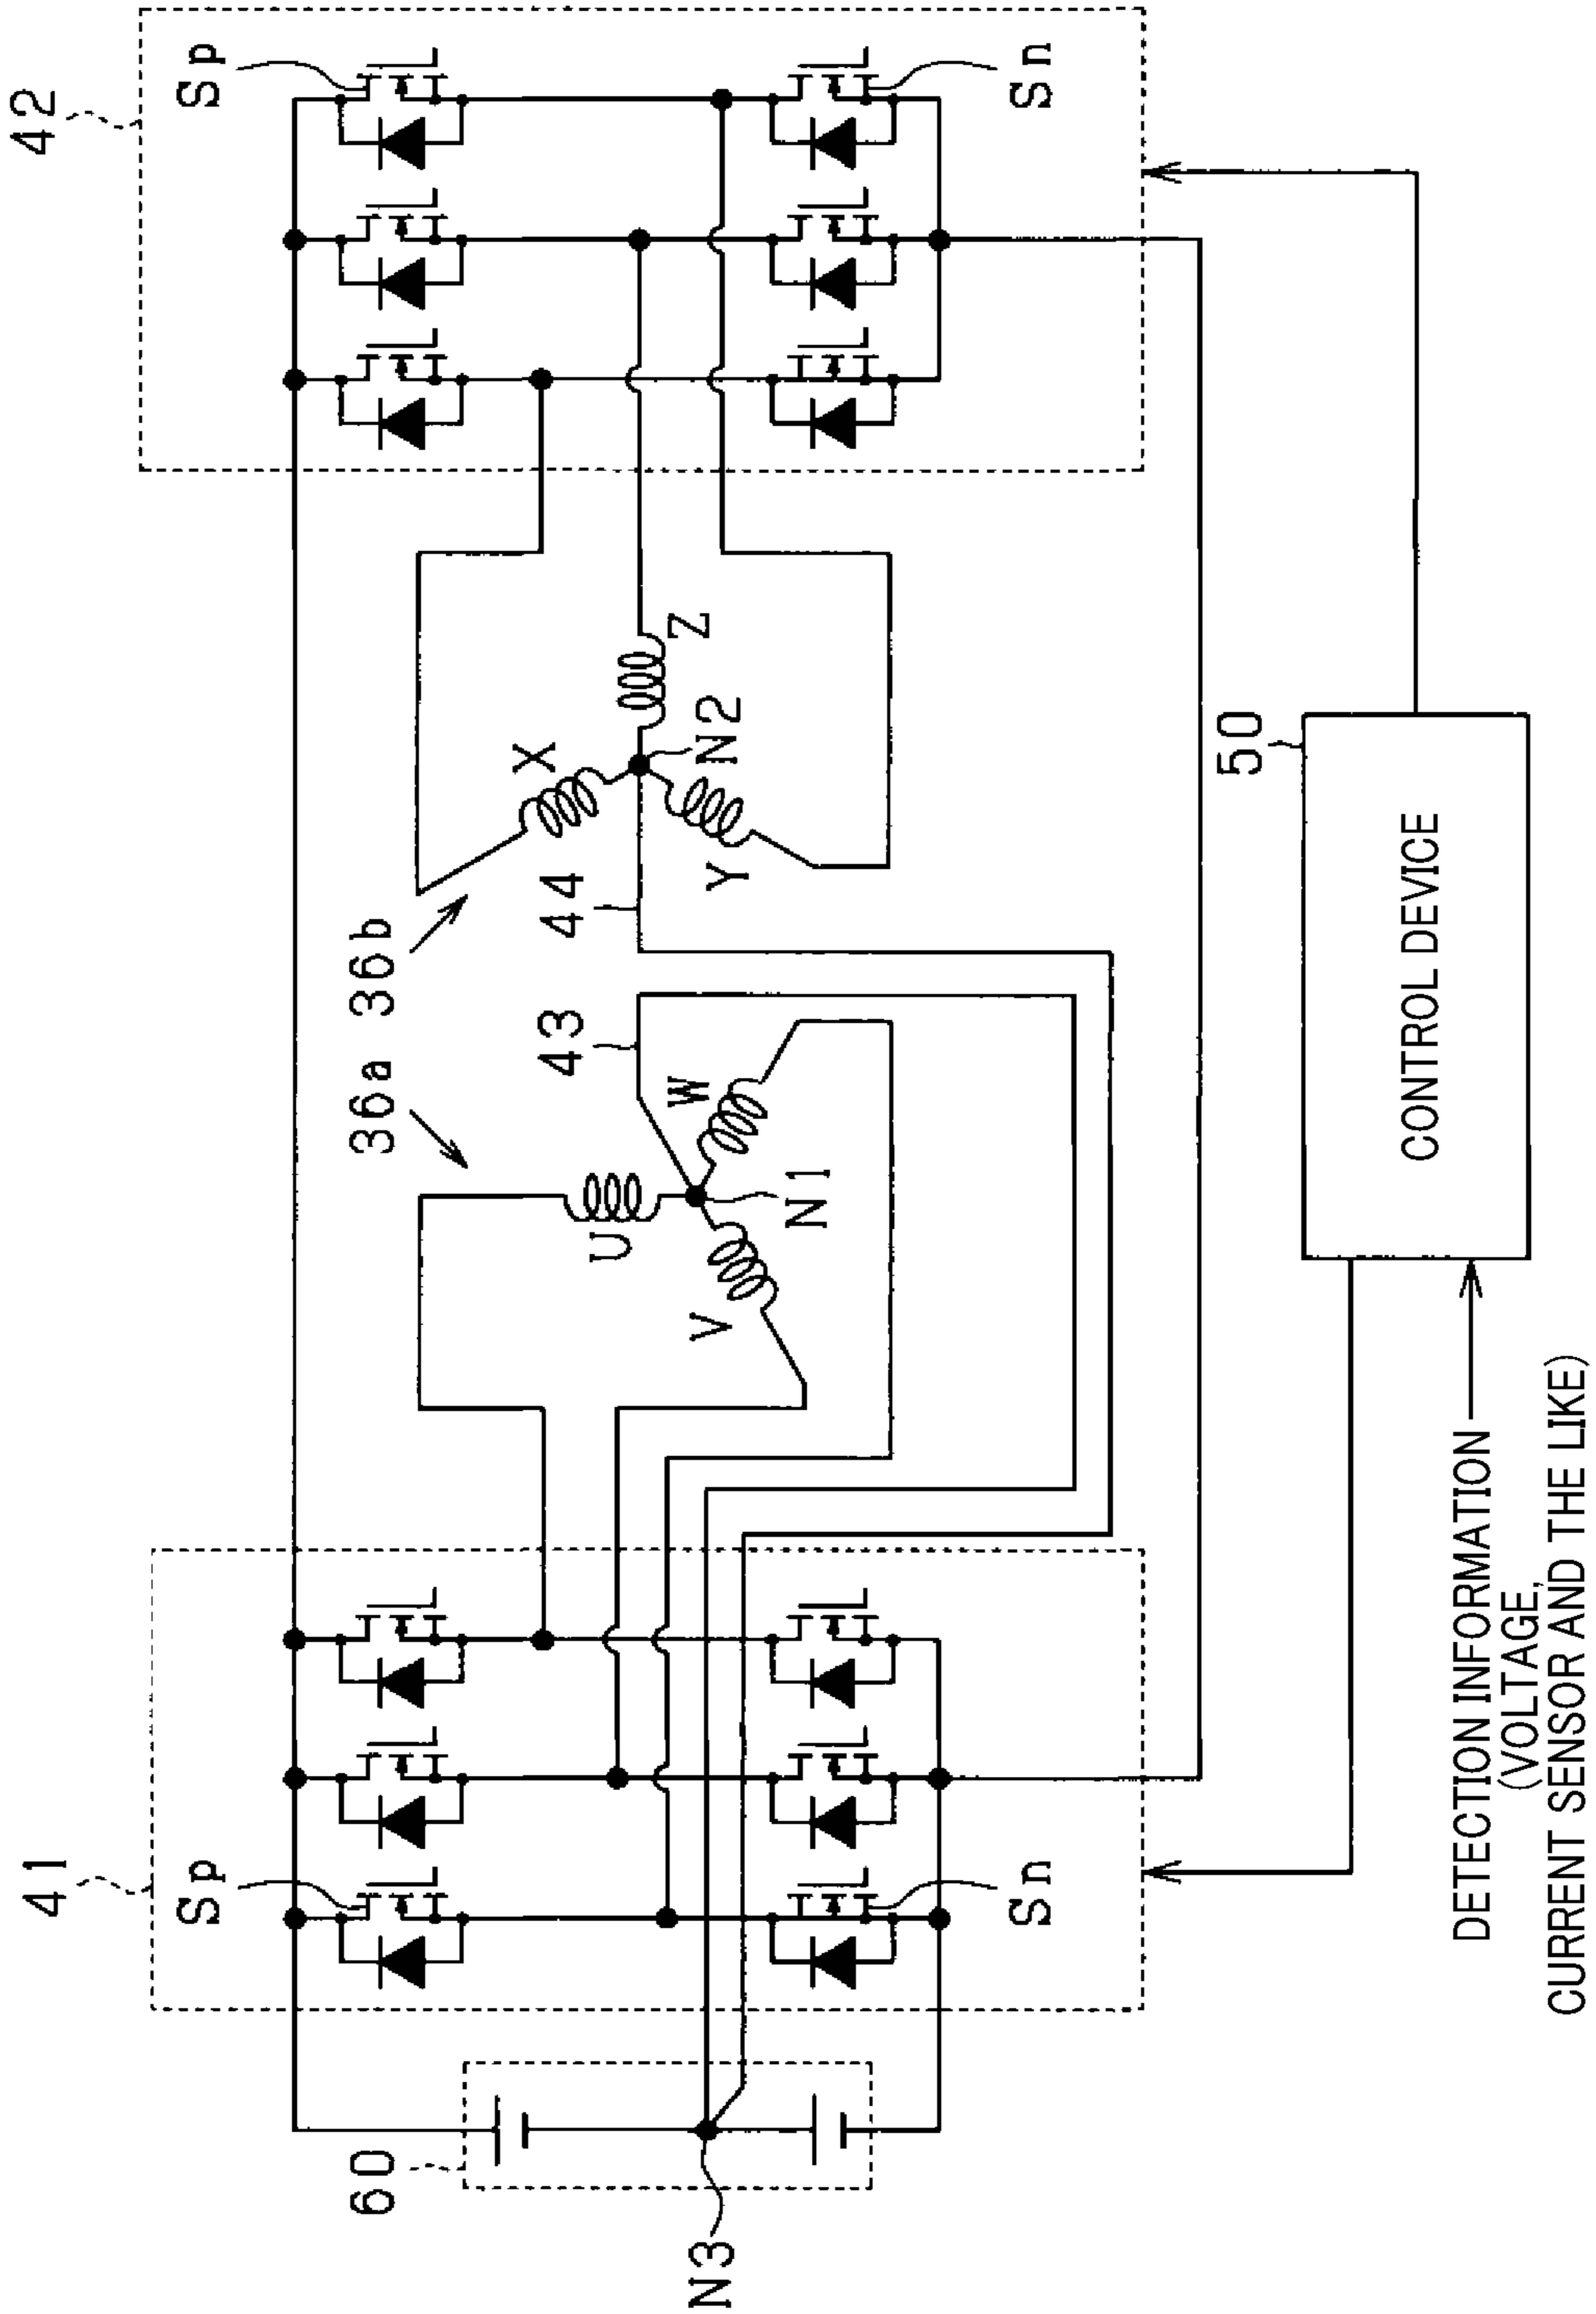 41
42
Sp
Sp
60
36a
36b
X
43
44
U
W
Z
N3
V
N2
Y
N1
Sn
Sn
50
CONTROL DEVICE
DETECTION INFORMATION
(VOLTAGE,
CURRENT SENSOR AND THE LIKE)